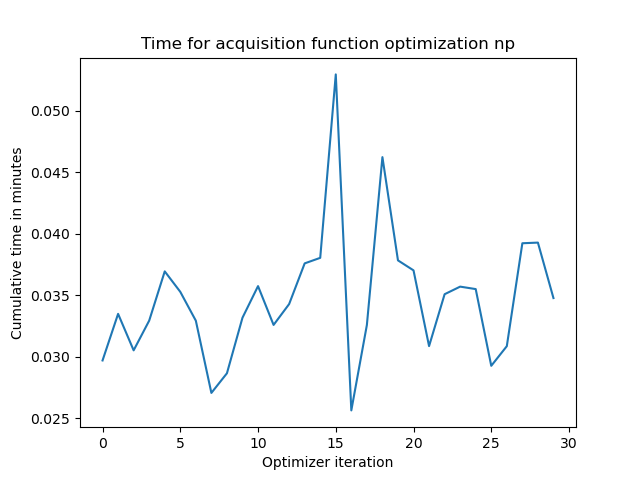 Time for acquisition function optimization np
Cumulative time in minutes
0.050
0.045
0.040
0.035
0.030
0.025
0 5 10 15 20 25 30
Optimizer iteration